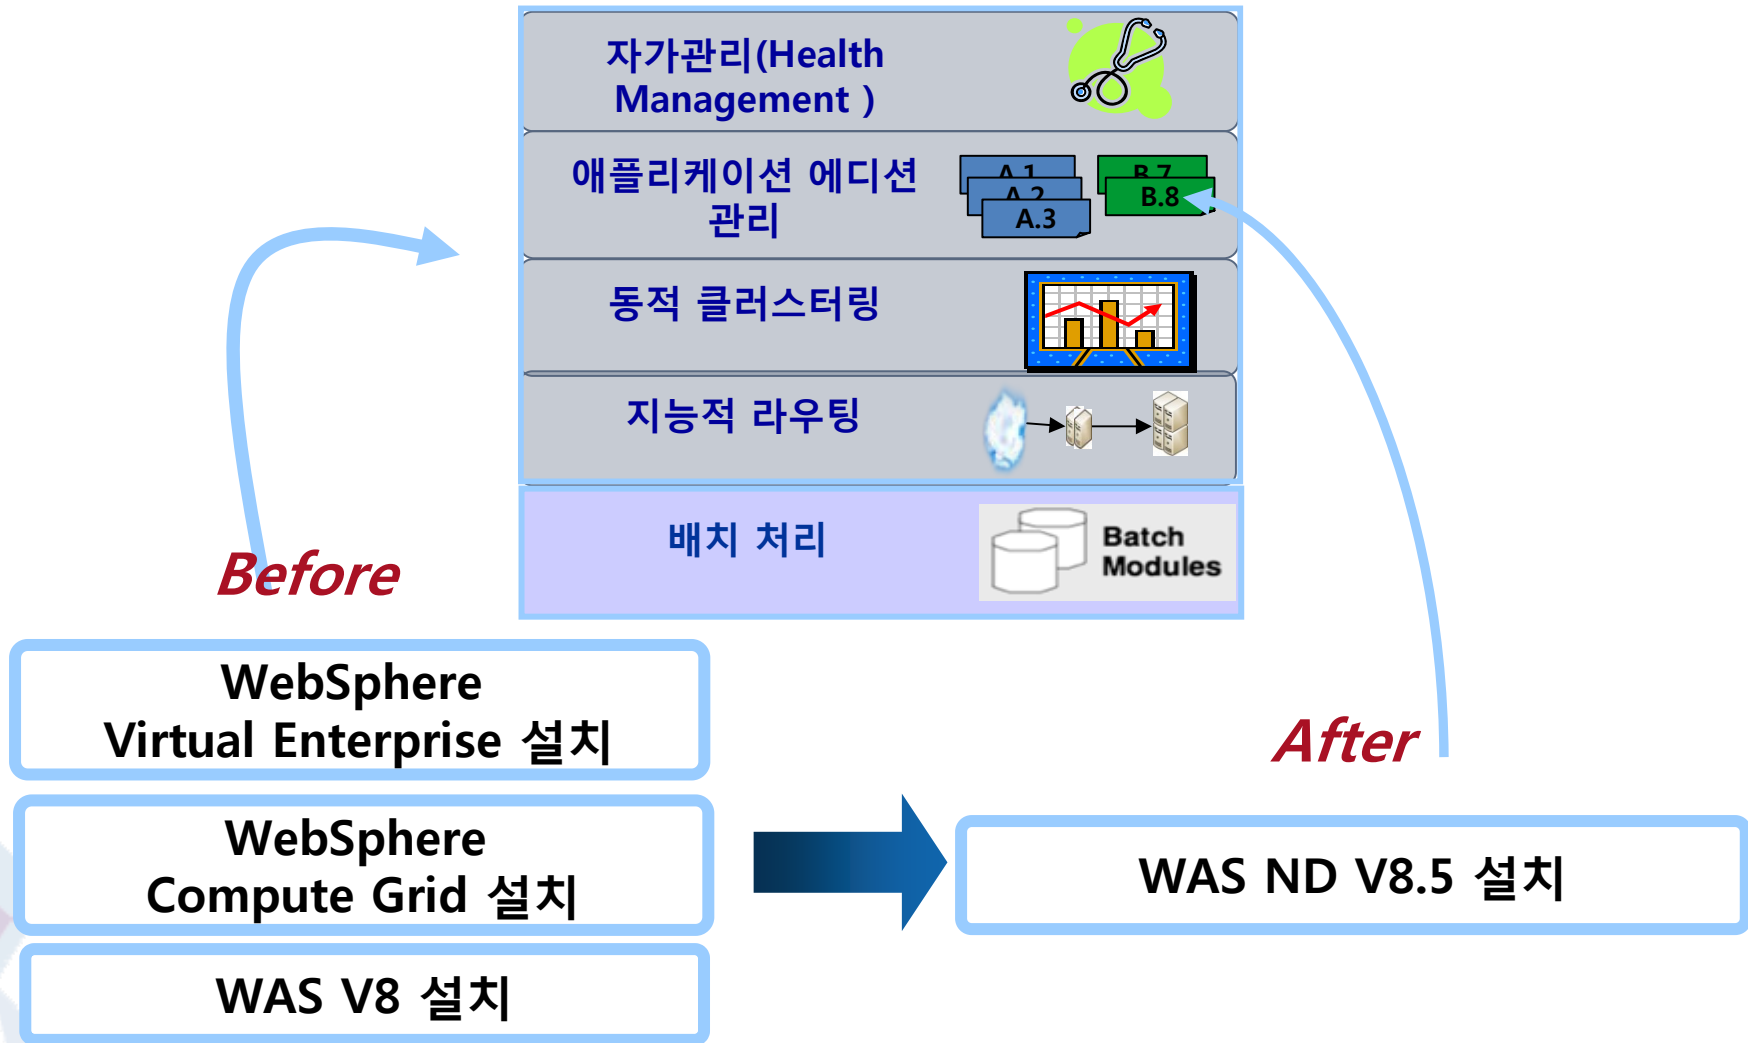 자가관리(Health
Management )
애플리케이션 에디션
관리
A.1
A.2
A.3
B.7
B.8
동적 클러스터링
지능적 라우팅
배치 처리
Batch
Modules
Before
WebSphere
Virtual Enterprise 설치
WebSphere
Compute Grid 설치
WAS V8 설치
After
WAS ND V8.5 설치